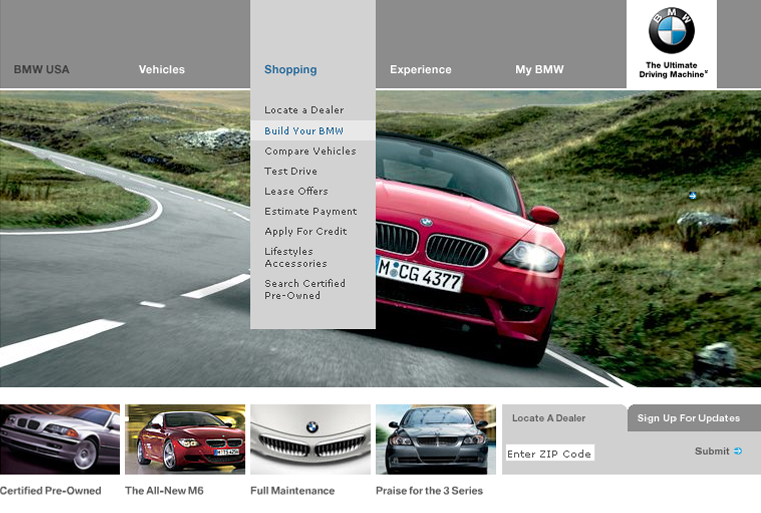 BMW USA
Vehicles
Shopping
Experience
My BMW
BMW
The Ultimate
Driving Machine®
Locate a Dealer
Build Your BMW
Compare Vehicles
Test Drive
Lease Offers
Estimate Payment
Apply For Credit
Lifestyles
Accessories
Search Certified
Pre-Owned
M CG 4377
Locate A Dealer
Sign Up For Updates
Enter ZIP Code
Submit
Certified Pre-Owned
The All-New M6
Full Maintenance
Praise for the 3 Series